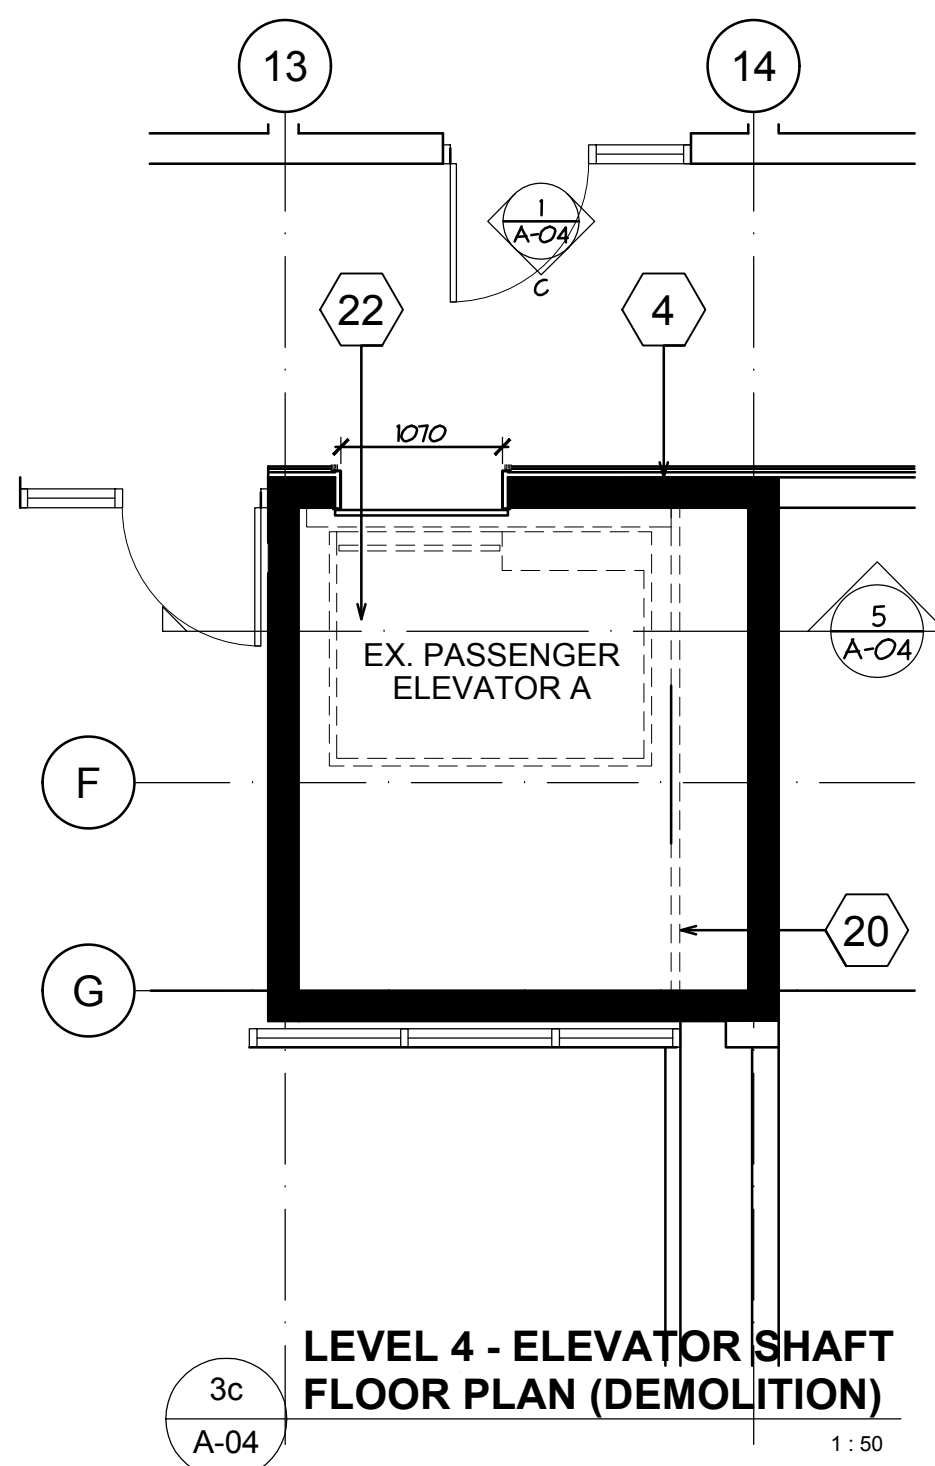 13
14
1
A-04
C
22
4
1070
5
A-04
EX. PASSENGER
ELEVATOR A
F
20
G
LEVEL 4 - ELEVATOR SHAFT
FLOOR PLAN (DEMOLITION)
3c
A-04
1 : 50